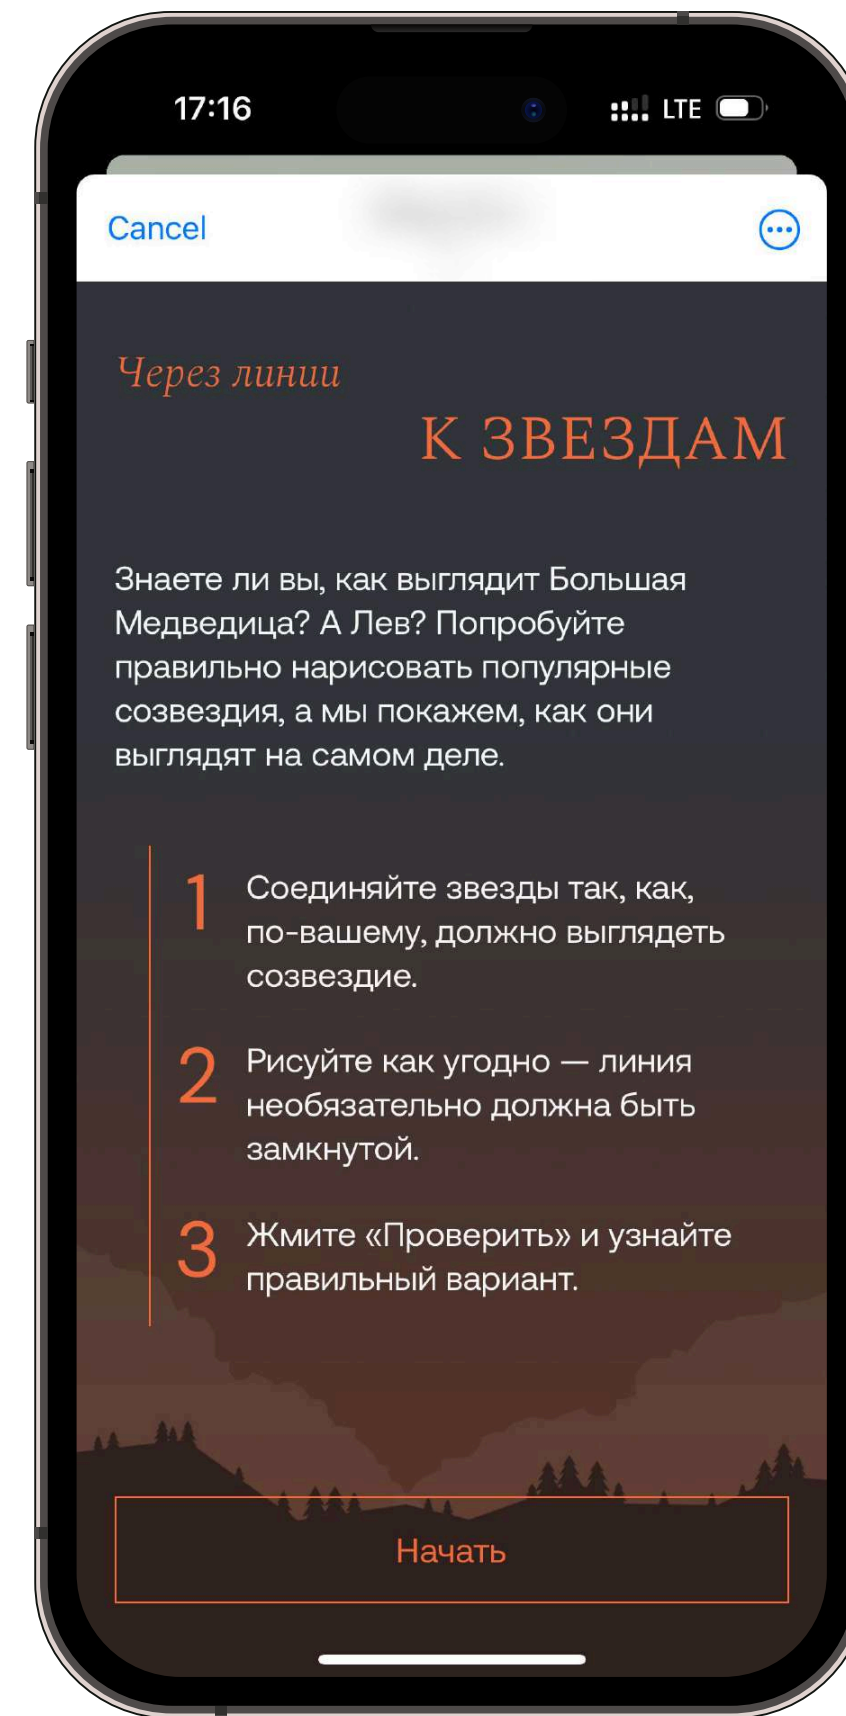 17:16
LTE
Cancel
Через линии
К ЗВЕЗДАМ
Знаете ли вы, как выглядит Большая
Медведица? А Лев? Попробуйте
правильно нарисовать популярные
созвездия, а мы покажем, как они
выглядят на самом деле.
1 Соединяйте звезды так, как,
по-вашему, должно выглядеть
созвездие.
2 Рисуйте как угодно — линия
необязательно должна быть
замкнутой.
3 Жмите «Проверить» и узнайте
правильный вариант.
Начать